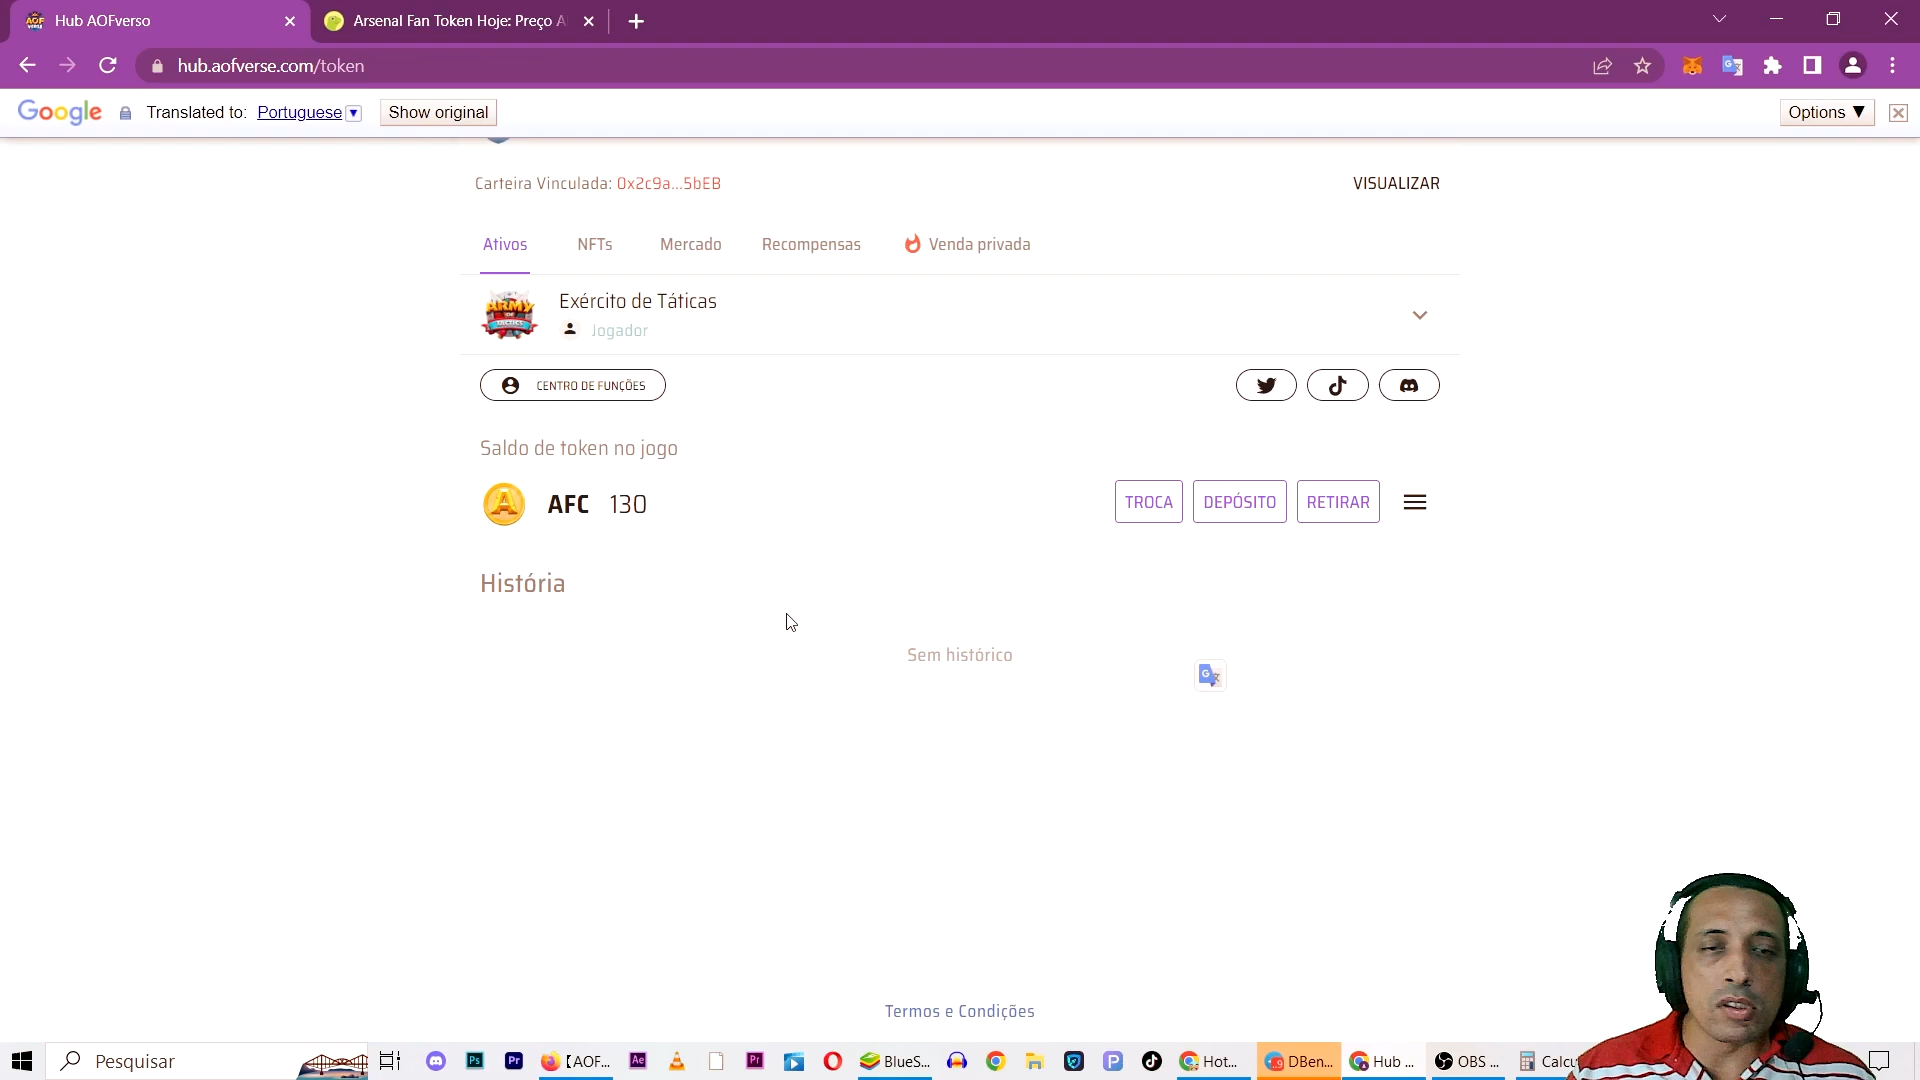 Hub AOFverso
Arsenal Fan Token Hoje: Preço A
hub.aofverse.com/token
Google Translated to: Portuguese Show original Options ▼
Carteira Vinculada: 0x2c9a...5bEB
VISUALIZAR
Ativos NFTs Mercado Recompensas Venda privada
ARMY OF TACTICS
Exército de Táticas
Jogador
CENTRO DE FUNÇÕES
Saldo de token no jogo
AFC 130 TROCA DEPÓSITO RETIRAR
História
Sem histórico
Termos e Condições
Pesquisar 【AOF... BlueS... Hot... DBen... Hub ... OBS ... Calcu